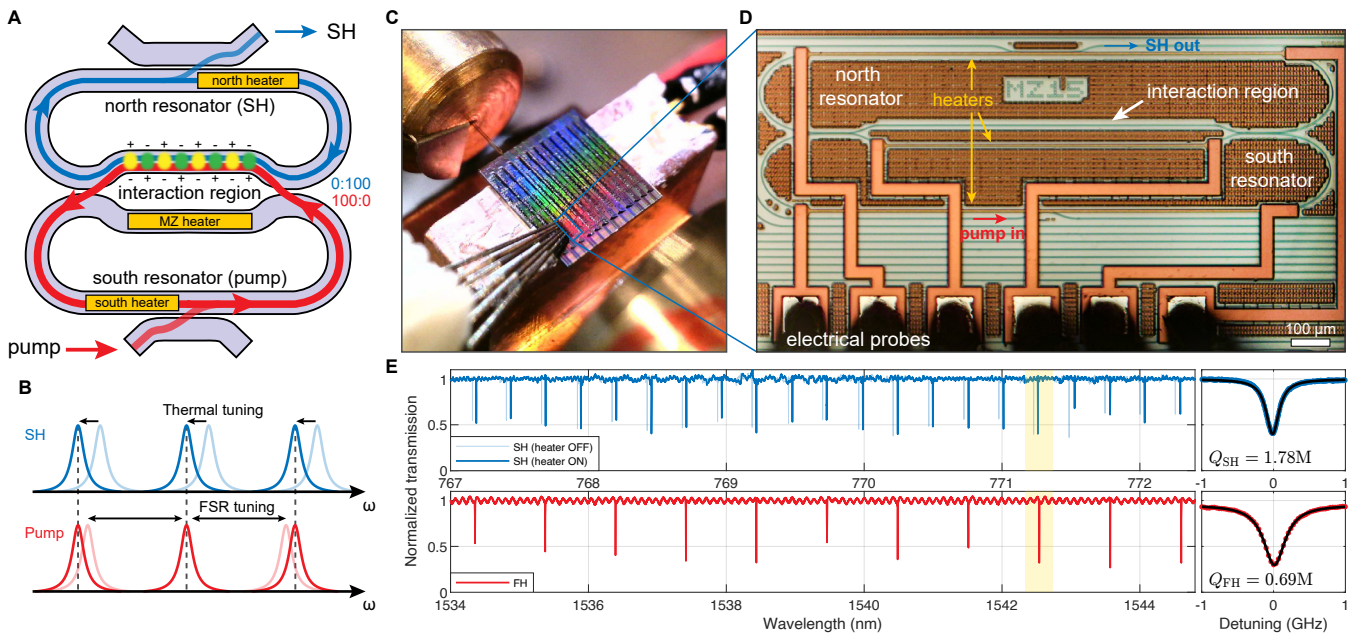 A
SH
north heater
north resonator (SH)
+ - + - + - + -
- + - + - + - +
interaction region
0:100
100:0
MZ heater
south resonator (pump)
south heater
pump
B
Thermal tuning
SH
ω
FSR tuning
Pump
ω
C
D
SH out
north
resonator
MZ15
heaters
interaction region
south
resonator
pump in
electrical probes
100 µm
E
Normalized transmission
1
0.5
0
SH (heater OFF)
SH (heater ON)
767
768
769
770
771
772
Q_SH = 1.78M
-1
0
1
1
0.5
0
FH
1534
1536
1538
1540
1542
1544
Wavelength (nm)
Q_FH = 0.69M
-1
0
1
Detuning (GHz)